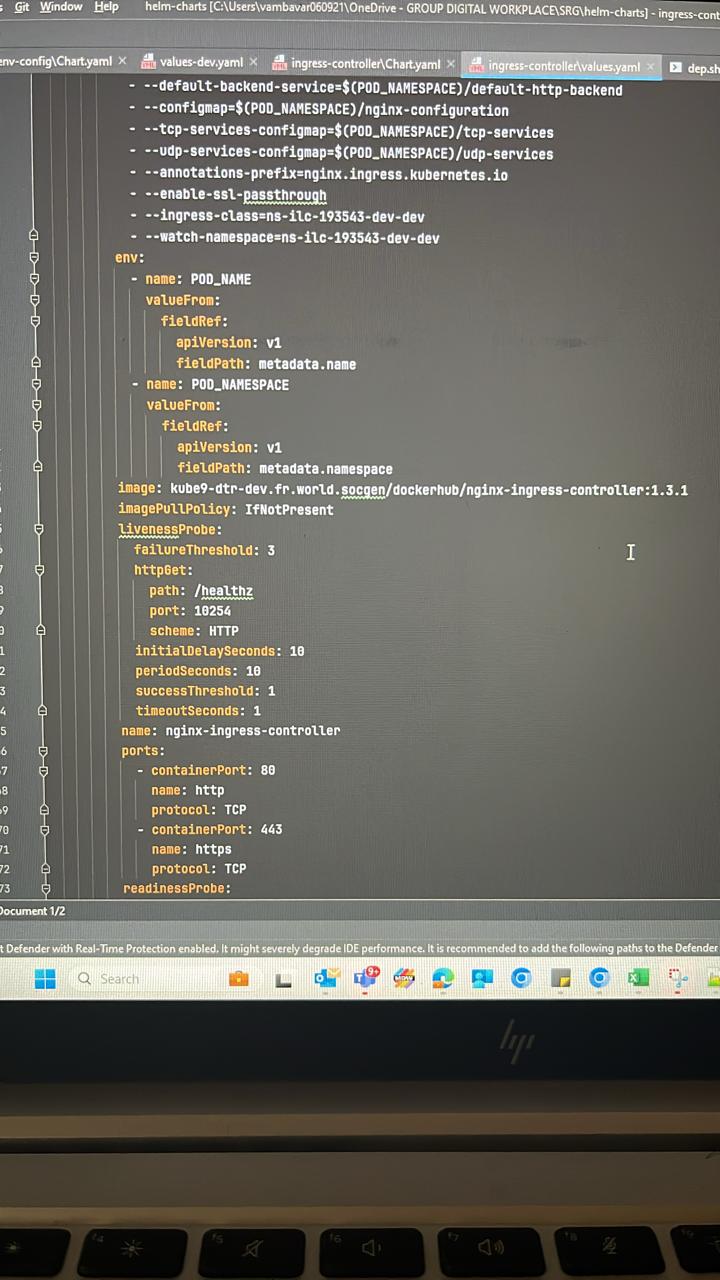 Git Window Help helm-charts [C:\Users\vambavar060921\OneDrive - GROUP DIGITAL WORKPLACE\SRG\helm-charts] - ingress-cont
env-config\Chart.yaml values-dev.yaml ingress-controller\Chart.yaml ingress-controller\values.yaml dep.sh
- --default-backend-service=$(POD_NAMESPACE)/default-http-backend
- --configmap=$(POD_NAMESPACE)/nginx-configuration
- --tcp-services-configmap=$(POD_NAMESPACE)/tcp-services
- --udp-services-configmap=$(POD_NAMESPACE)/udp-services
- --annotations-prefix=nginx.ingress.kubernetes.io
- --enable-ssl-passthrough
- --ingress-class=ns-ilc-193543-dev-dev
- --watch-namespace=ns-ilc-193543-dev-dev
env:
- name: POD_NAME
valueFrom:
fieldRef:
apiVersion: v1
fieldPath: metadata.name
- name: POD_NAMESPACE
valueFrom:
fieldRef:
apiVersion: v1
fieldPath: metadata.namespace
image: kube9-dtr-dev.fr.world.socgen/dockerhub/nginx-ingress-controller:1.3.1
imagePullPolicy: IfNotPresent
livenessProbe:
failureThreshold: 3
httpGet:
path: /healthz
port: 10254
scheme: HTTP
initialDelaySeconds: 10
periodSeconds: 10
successThreshold: 1
timeoutSeconds: 1
name: nginx-ingress-controller
ports:
- containerPort: 80
name: http
protocol: TCP
- containerPort: 443
name: https
protocol: TCP
readinessProbe:
Document 1/2
t Defender with Real-Time Protection enabled. It might severely degrade IDE performance. It is recommended to add the following paths to the Defender
Search
9+
hp
f4 f5 f6 f7 f8 f9